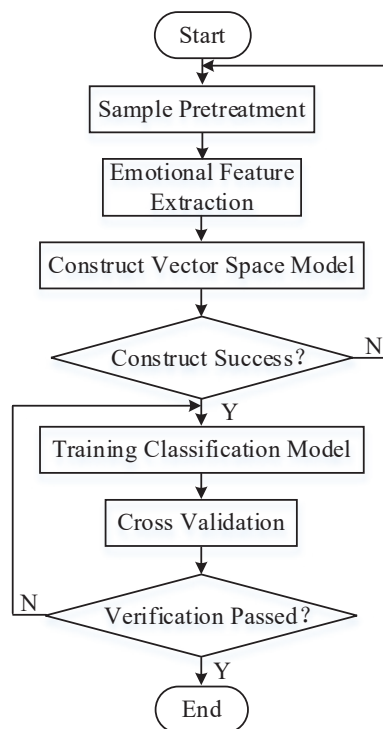 Start
Sample Pretreatment
Emotional Feature
Extraction
Construct Vector Space Model
Construct Success?
N
Y
Training Classification Model
Cross Validation
N
Verification Passed?
Y
End